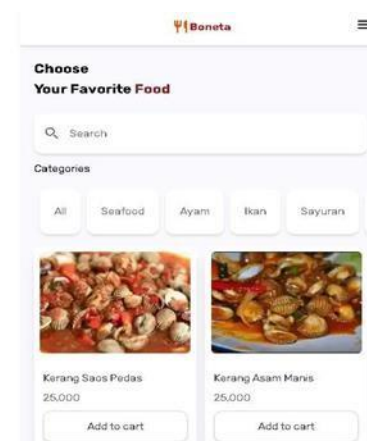 Boneta
Choose
Your Favorite Food
Search
Categories
All Seafood Ayam Ikan Sayuran
Kerang Saos Pedas Kerang Asam Manis
25,000 25,000
Add to cart Add to cart